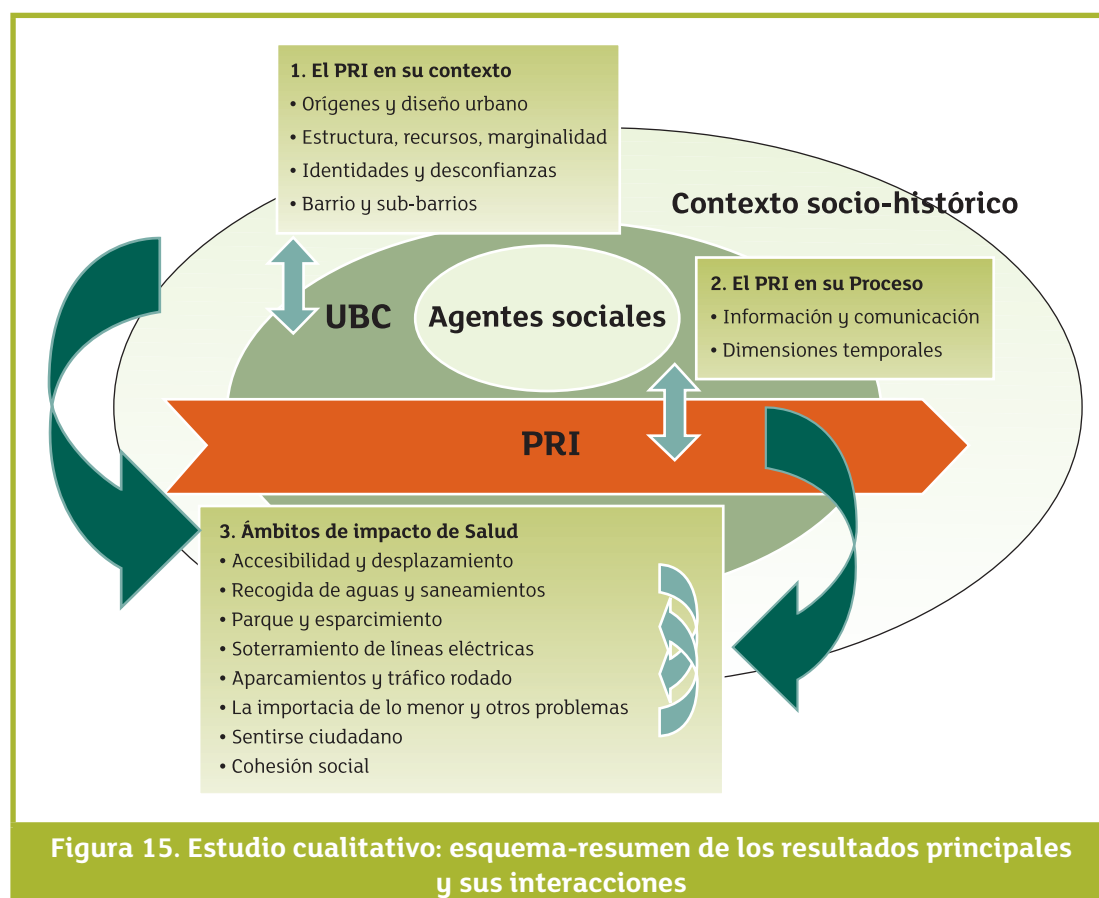 1. El PRI en su contexto
• Orígenes y diseño urbano
• Estructura, recursos, marginalidad
• Identidades y desconfianzas
• Barrio y sub-barrios
Contexto socio-histórico
2. El PRI en su Proceso
• Información y comunicación
• Dimensiones temporales
UBC
Agentes sociales
PRI
3. Ámbitos de impacto de Salud
• Accesibilidad y desplazamiento
• Recogida de aguas y saneamientos
• Parque y esparcimiento
• Soterramiento de líneas eléctricas
• Aparcamientos y tráfico rodado
• La importacia de lo menor y otros problemas
• Sentirse ciudadano
• Cohesión social
Figura 15. Estudio cualitativo: esquema-resumen de los resultados principales
y sus interacciones